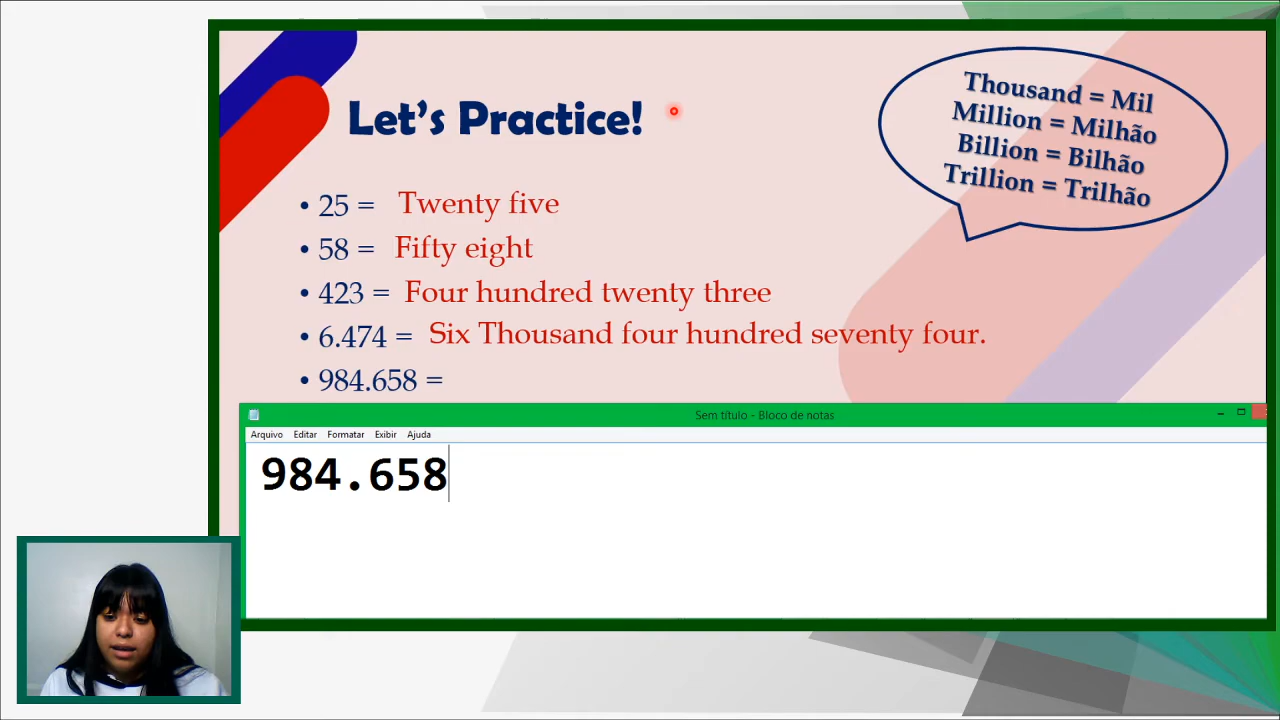 Let's Practice!
Thousand = Mil
Million = Milhão
Billion = Bilhão
Trillion = Trilhão
• 25 = Twenty five
• 58 = Fifty eight
• 423 = Four hundred twenty three
• 6.474 = Six Thousand four hundred seventy four.
• 984.658 =
Sem título - Bloco de notas
Arquivo Editar Formatar Exibir Ajuda
984.658